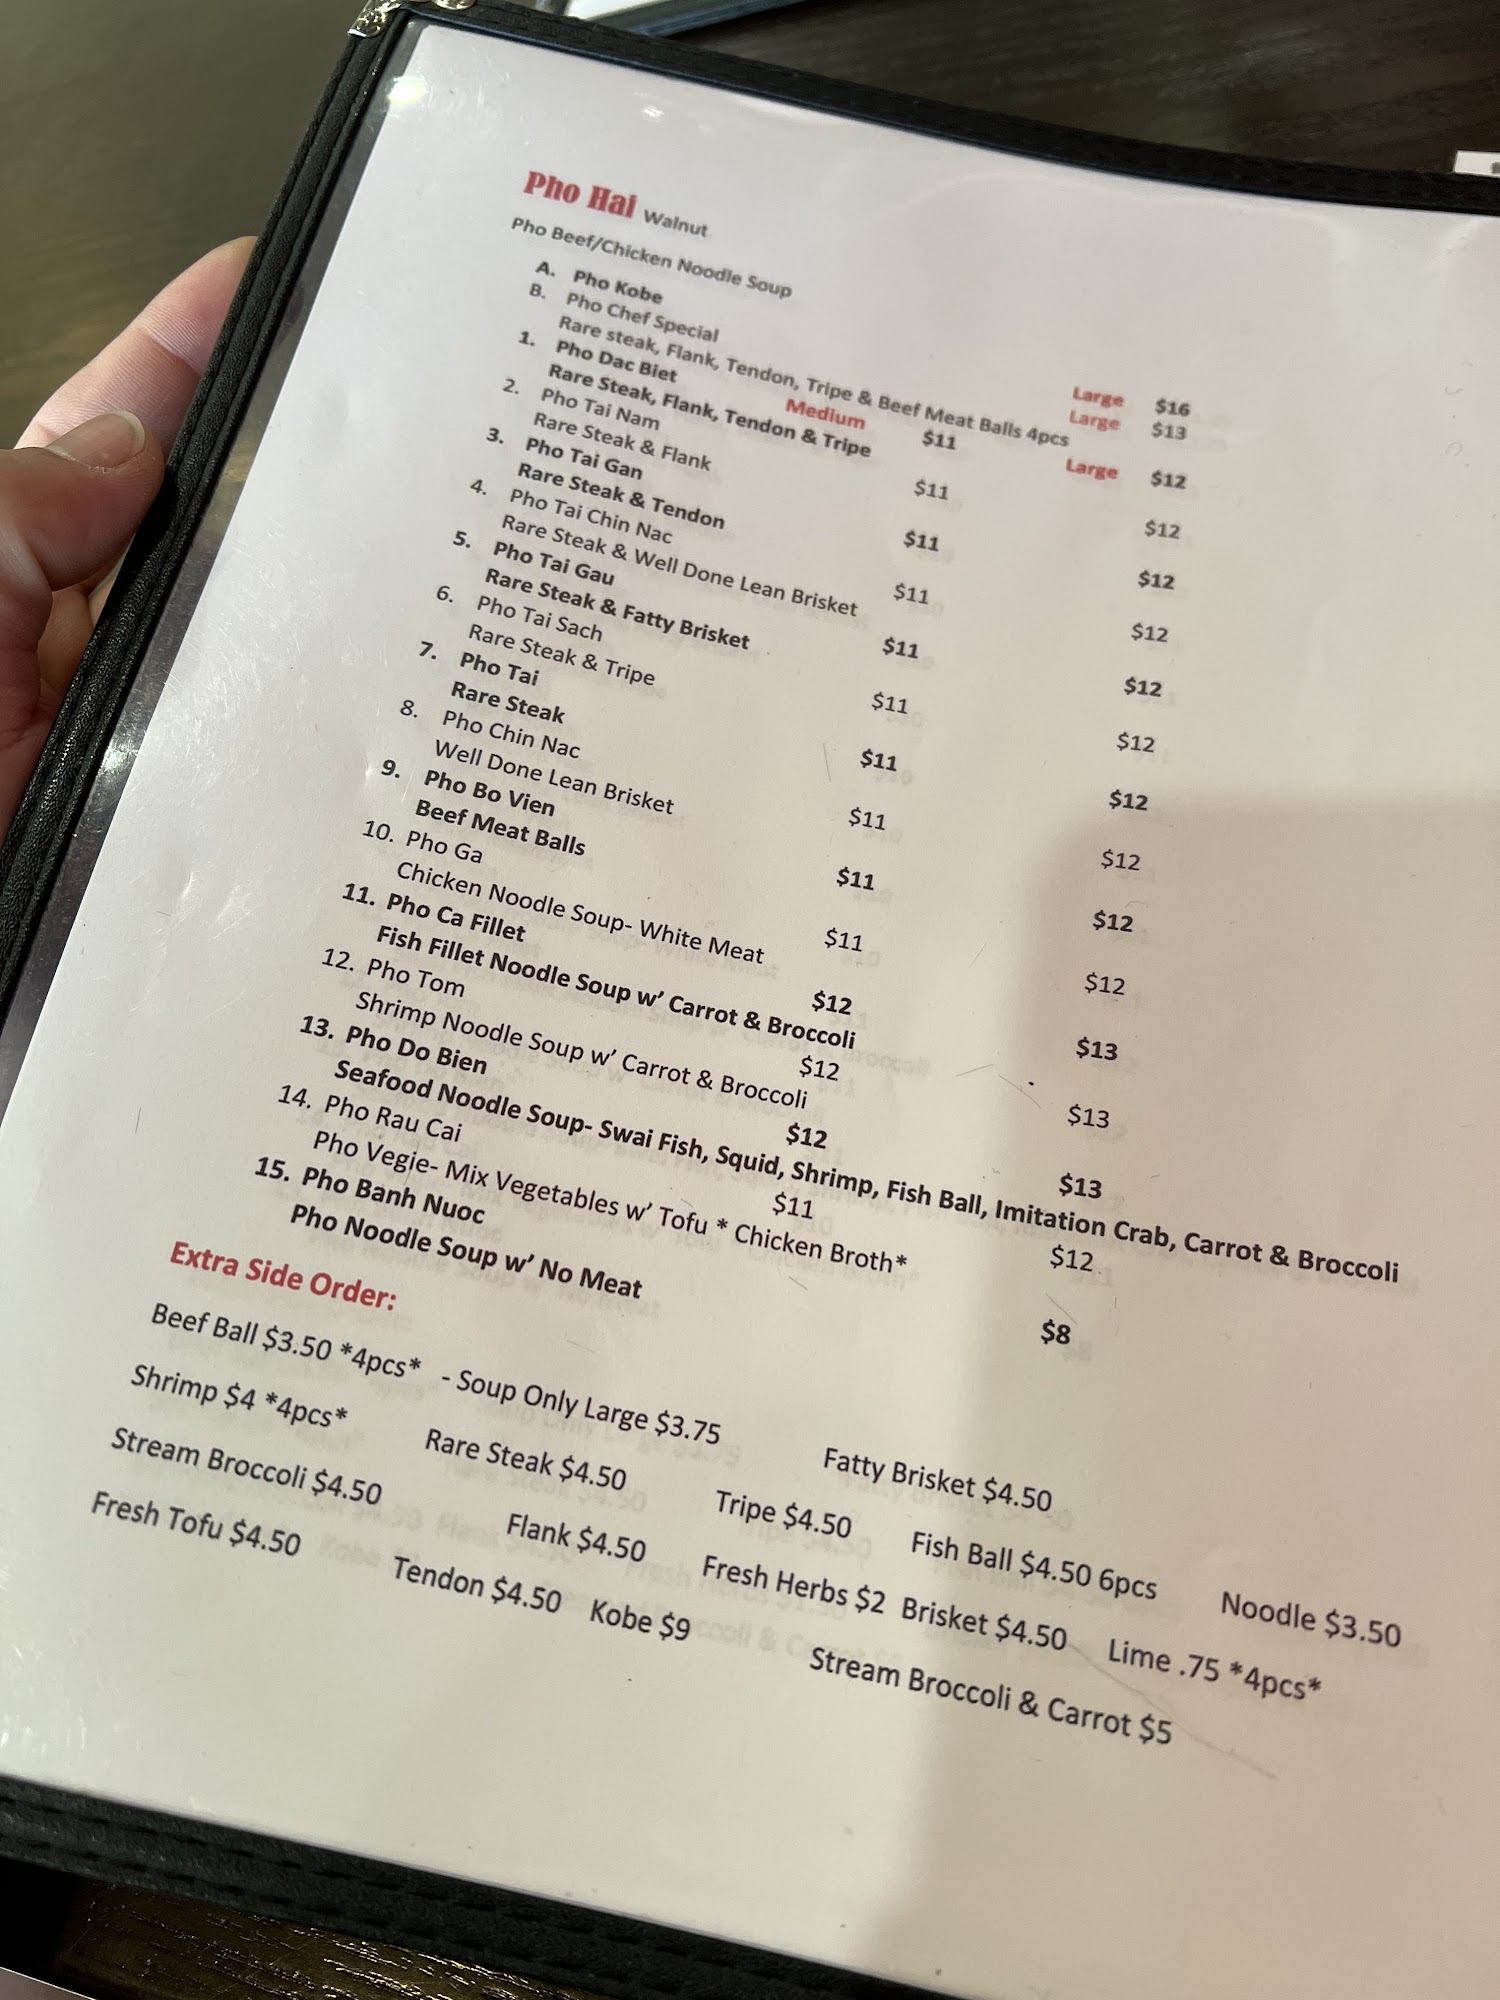 Pho Hai Walnut
Pho Beef/Chicken Noodle Soup
A. Pho Kobe Large $16
B. Pho Chef Special Large $13
Rare steak, Flank, Tendon, Tripe & Beef Meat Balls 4pcs
1. Pho Dac Biet Medium $11 Large $12
Rare Steak, Flank, Tendon & Tripe
2. Pho Tai Nam $11 $12
Rare Steak & Flank
3. Pho Tai Gan $11 $12
Rare Steak & Tendon
4. Pho Tai Chin Nac $11 $12
Rare Steak & Well Done Lean Brisket
5. Pho Tai Gau $11 $12
Rare Steak & Fatty Brisket
6. Pho Tai Sach $11 $12
Rare Steak & Tripe
7. Pho Tai $11 $12
Rare Steak
8. Pho Chin Nac $11 $12
Well Done Lean Brisket
9. Pho Bo Vien $11 $12
Beef Meat Balls
10. Pho Ga $11 $12
Chicken Noodle Soup- White Meat
11. Pho Ca Fillet $12 $13
Fish Fillet Noodle Soup w' Carrot & Broccoli
12. Pho Tom $12 $13
Shrimp Noodle Soup w' Carrot & Broccoli
13. Pho Do Bien $12 $13
Seafood Noodle Soup- Swai Fish, Squid, Shrimp, Fish Ball, Imitation Crab, Carrot & Broccoli
14. Pho Rau Cai $11 $12
Pho Vegie- Mix Vegetables w' Tofu * Chicken Broth*
15. Pho Banh Nuoc $8
Pho Noodle Soup w' No Meat
Extra Side Order:
Beef Ball $3.50 *4pcs* - Soup Only Large $3.75 Fatty Brisket $4.50
Shrimp $4 *4pcs* Rare Steak $4.50 Tripe $4.50 Fish Ball $4.50 6pcs Noodle $3.50
Stream Broccoli $4.50 Flank $4.50 Fresh Herbs $2 Brisket $4.50 Lime .75 *4pcs*
Fresh Tofu $4.50 Tendon $4.50 Kobe $9 Stream Broccoli & Carrot $5